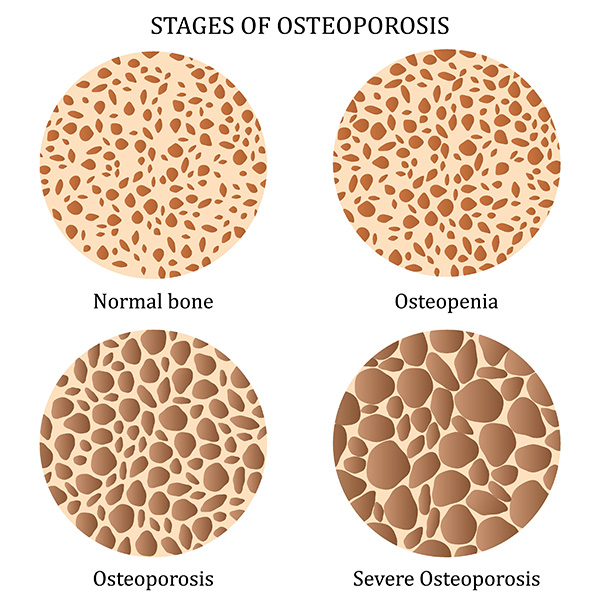 STAGES OF OSTEOPOROSIS
Normal bone
Osteopenia
Osteoporosis
Severe Osteoporosis